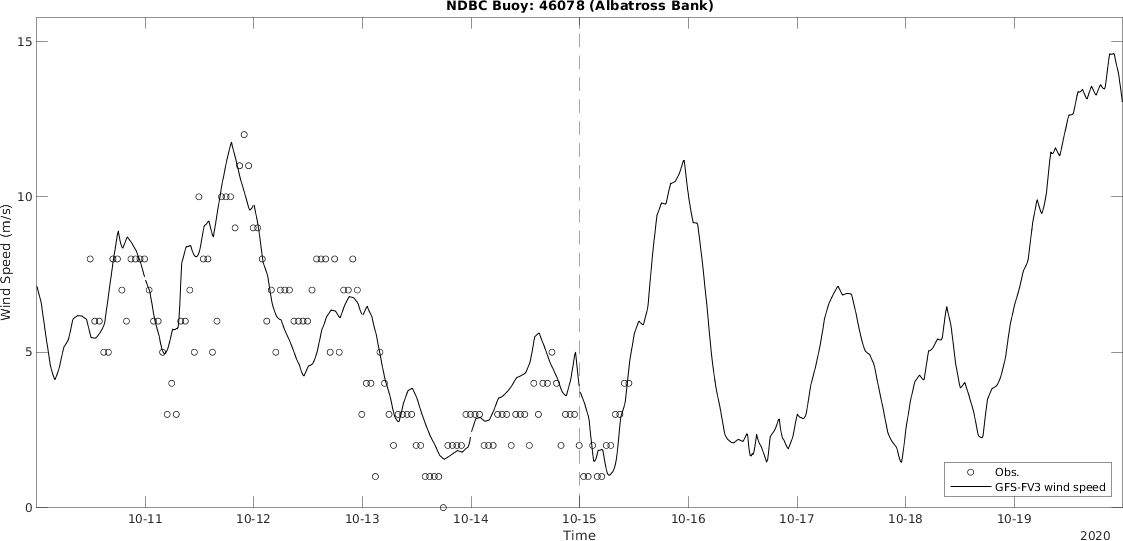 NDBC Buoy: 46078 (Albatross Bank)
15
10
5
0
Wind Speed (m/s)
10-11 10-12 10-13 10-14 10-15 10-16 10-17 10-18 10-19
Time
2020
Obs.
GFS-FV3 wind speed